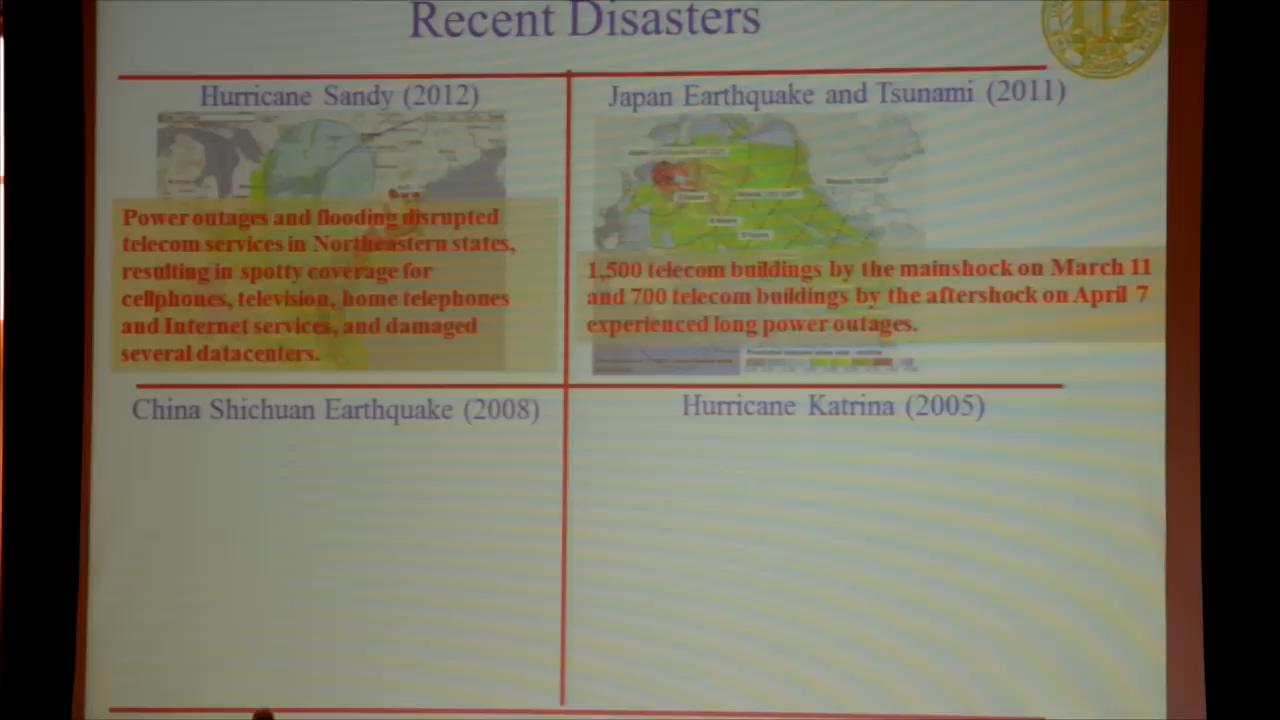 Recent Disasters
Hurricane Sandy (2012)
Power outages and flooding disrupted
telecom services in Northeastern states,
resulting in spotty coverage for
cellphones, television, home telephones
and Internet services, and damaged
several datacenters.
Japan Earthquake and Tsunami (2011)
1,500 telecom buildings by the mainshock on March 11
and 700 telecom buildings by the aftershock on April 7
experienced long power outages.
China Shichuan Earthquake (2008)
Hurricane Katrina (2005)